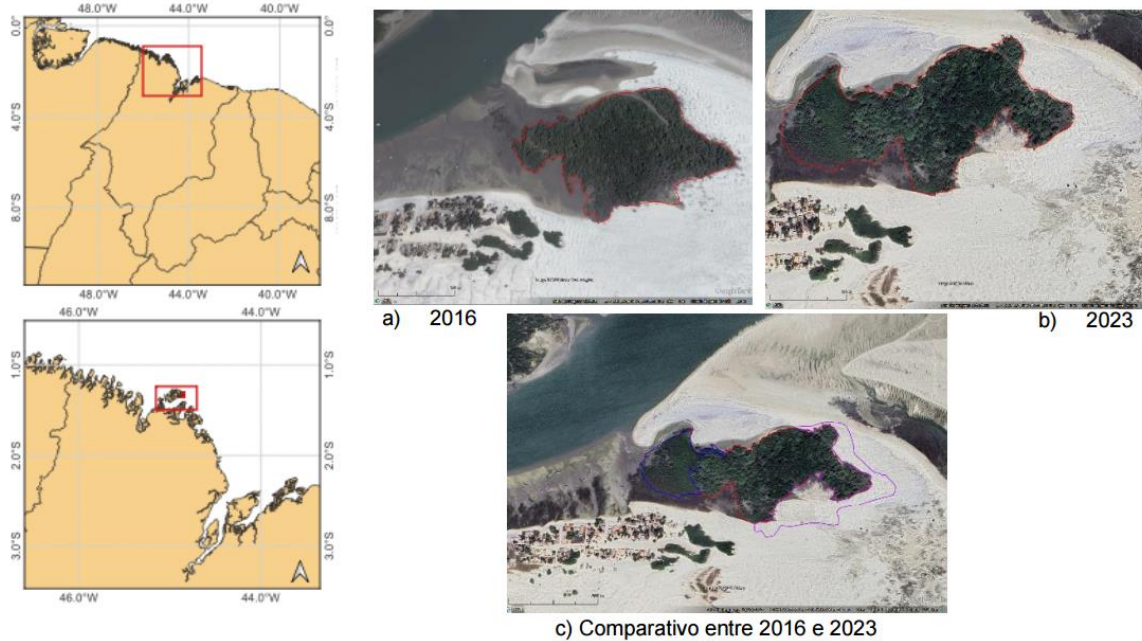 48.0°W 44.0°W 40.0°W
0.0° 0.0°
4.0°S 4.0°S
8.0°S 8.0°S
48.0°W 44.0°W 40.0°W
46.0°W 44.0°W
1.0°S 1.0°S
2.0°S 2.0°S
3.0°S 3.0°S
46.0°W 44.0°W
a) 2016
b) 2023
c) Comparativo entre 2016 e 2023